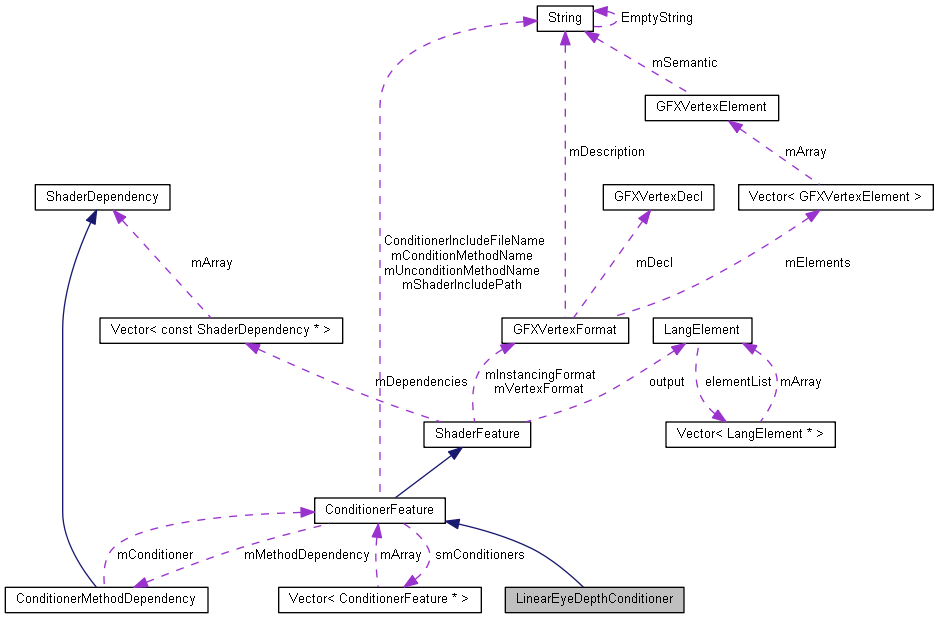 String
EmptyString
mSemantic
GFXVertexElement
mDescription
mArray
ShaderDependency
GFXVertexDecl
Vector< GFXVertexElement >
ConditionerIncludeFileName
mConditionMethodName
mUnconditionMethodName
mShaderIncludePath
mArray
mDecl
mElements
Vector< const ShaderDependency * >
GFXVertexFormat
LangElement
mDependencies
mInstancingFormat
mVertexFormat
output
elementList
mArray
ShaderFeature
Vector< LangElement * >
ConditionerFeature
mConditioner
mMethodDependency
mArray
smConditioners
ConditionerMethodDependency
Vector< ConditionerFeature * >
LinearEyeDepthConditioner